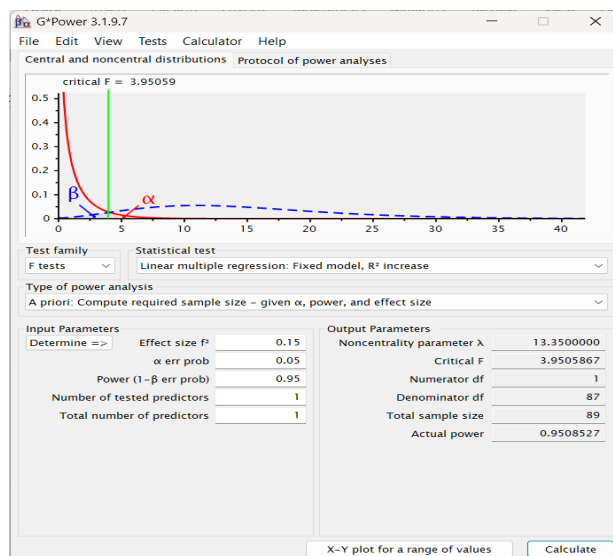 βα G*Power 3.1.9.7
File Edit View Tests Calculator Help
Central and noncentral distributions Protocol of power analyses
critical F = 3.95059
0.5
0.4
0.3
0.2
0.1
0
β α
0 5 10 15 20 25 30 35 40
Test family Statistical test
F tests Linear multiple regression: Fixed model, R² increase
Type of power analysis
A priori: Compute required sample size – given α, power, and effect size
Input Parameters Output Parameters
Determine => Effect size f² 0.15 Noncentrality parameter λ 13.3500000
α err prob 0.05 Critical F 3.9505867
Power (1-β err prob) 0.95 Numerator df 1
Number of tested predictors 1 Denominator df 87
Total number of predictors 1 Total sample size 89
Actual power 0.9508527
X-Y plot for a range of values Calculate